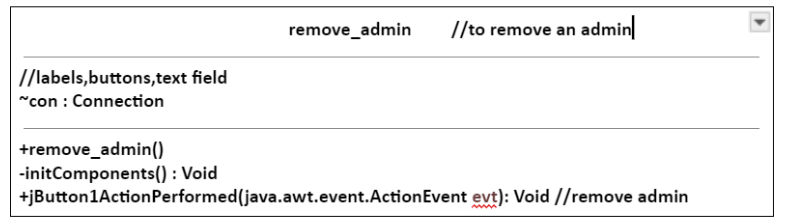 remove_admin //to remove an admin
//labels,buttons,text field
~con : Connection
+remove_admin()
-initComponents() : Void
+jButton1ActionPerformed(java.awt.event.ActionEvent evt): Void //remove admin